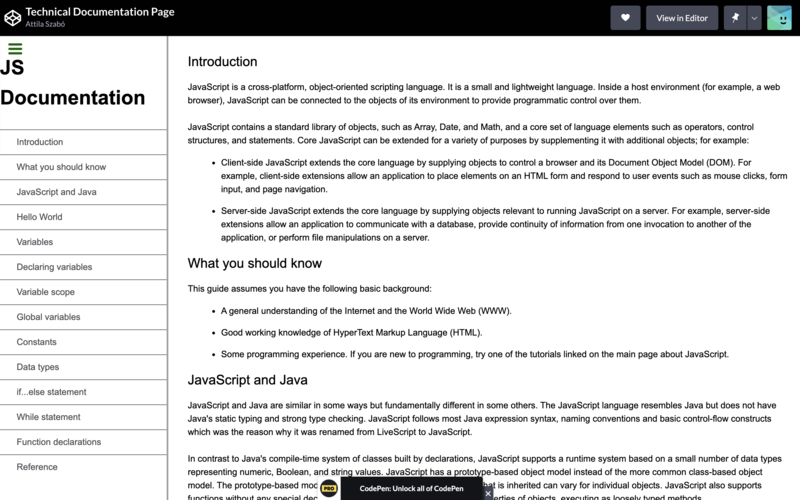 Technical Documentation Page
Attila Szabó
View in Editor
JS
Documentation
Introduction
What you should know
JavaScript and Java
Hello World
Variables
Declaring variables
Variable scope
Global variables
Constants
Data types
if...else statement
While statement
Function declarations
Reference
Introduction
JavaScript is a cross-platform, object-oriented scripting language. It is a small and lightweight language. Inside a host environment (for example, a web
browser), JavaScript can be connected to the objects of its environment to provide programmatic control over them.
JavaScript contains a standard library of objects, such as Array, Date, and Math, and a core set of language elements such as operators, control
structures, and statements. Core JavaScript can be extended for a variety of purposes by supplementing it with additional objects; for example:
• Client-side JavaScript extends the core language by supplying objects to control a browser and its Document Object Model (DOM). For
example, client-side extensions allow an application to place elements on an HTML form and respond to user events such as mouse clicks, form
input, and page navigation.
• Server-side JavaScript extends the core language by supplying objects relevant to running JavaScript on a server. For example, server-side
extensions allow an application to communicate with a database, provide continuity of information from one invocation to another of the
application, or perform file manipulations on a server.
What you should know
This guide assumes you have the following basic background:
• A general understanding of the Internet and the World Wide Web (WWW).
• Good working knowledge of HyperText Markup Language (HTML).
• Some programming experience. If you are new to programming, try one of the tutorials linked on the main page about JavaScript.
JavaScript and Java
JavaScript and Java are similar in some ways but fundamentally different in some others. The JavaScript language resembles Java but does not have
Java's static typing and strong type checking. JavaScript follows most Java expression syntax, naming conventions and basic control-flow constructs
which was the reason why it was renamed from LiveScript to JavaScript.
In contrast to Java's compile-time system of classes built by declarations, JavaScript supports a runtime system based on a small number of data types
representing numeric, Boolean, and string values. JavaScript has a prototype-based object model instead of the more common class-based object
model. The prototype-based that is inherited can vary for individual objects. JavaScript also supports
functions without any special of objects, executing as loosely typed methods.
PRO CodePen: Unlock all of CodePen